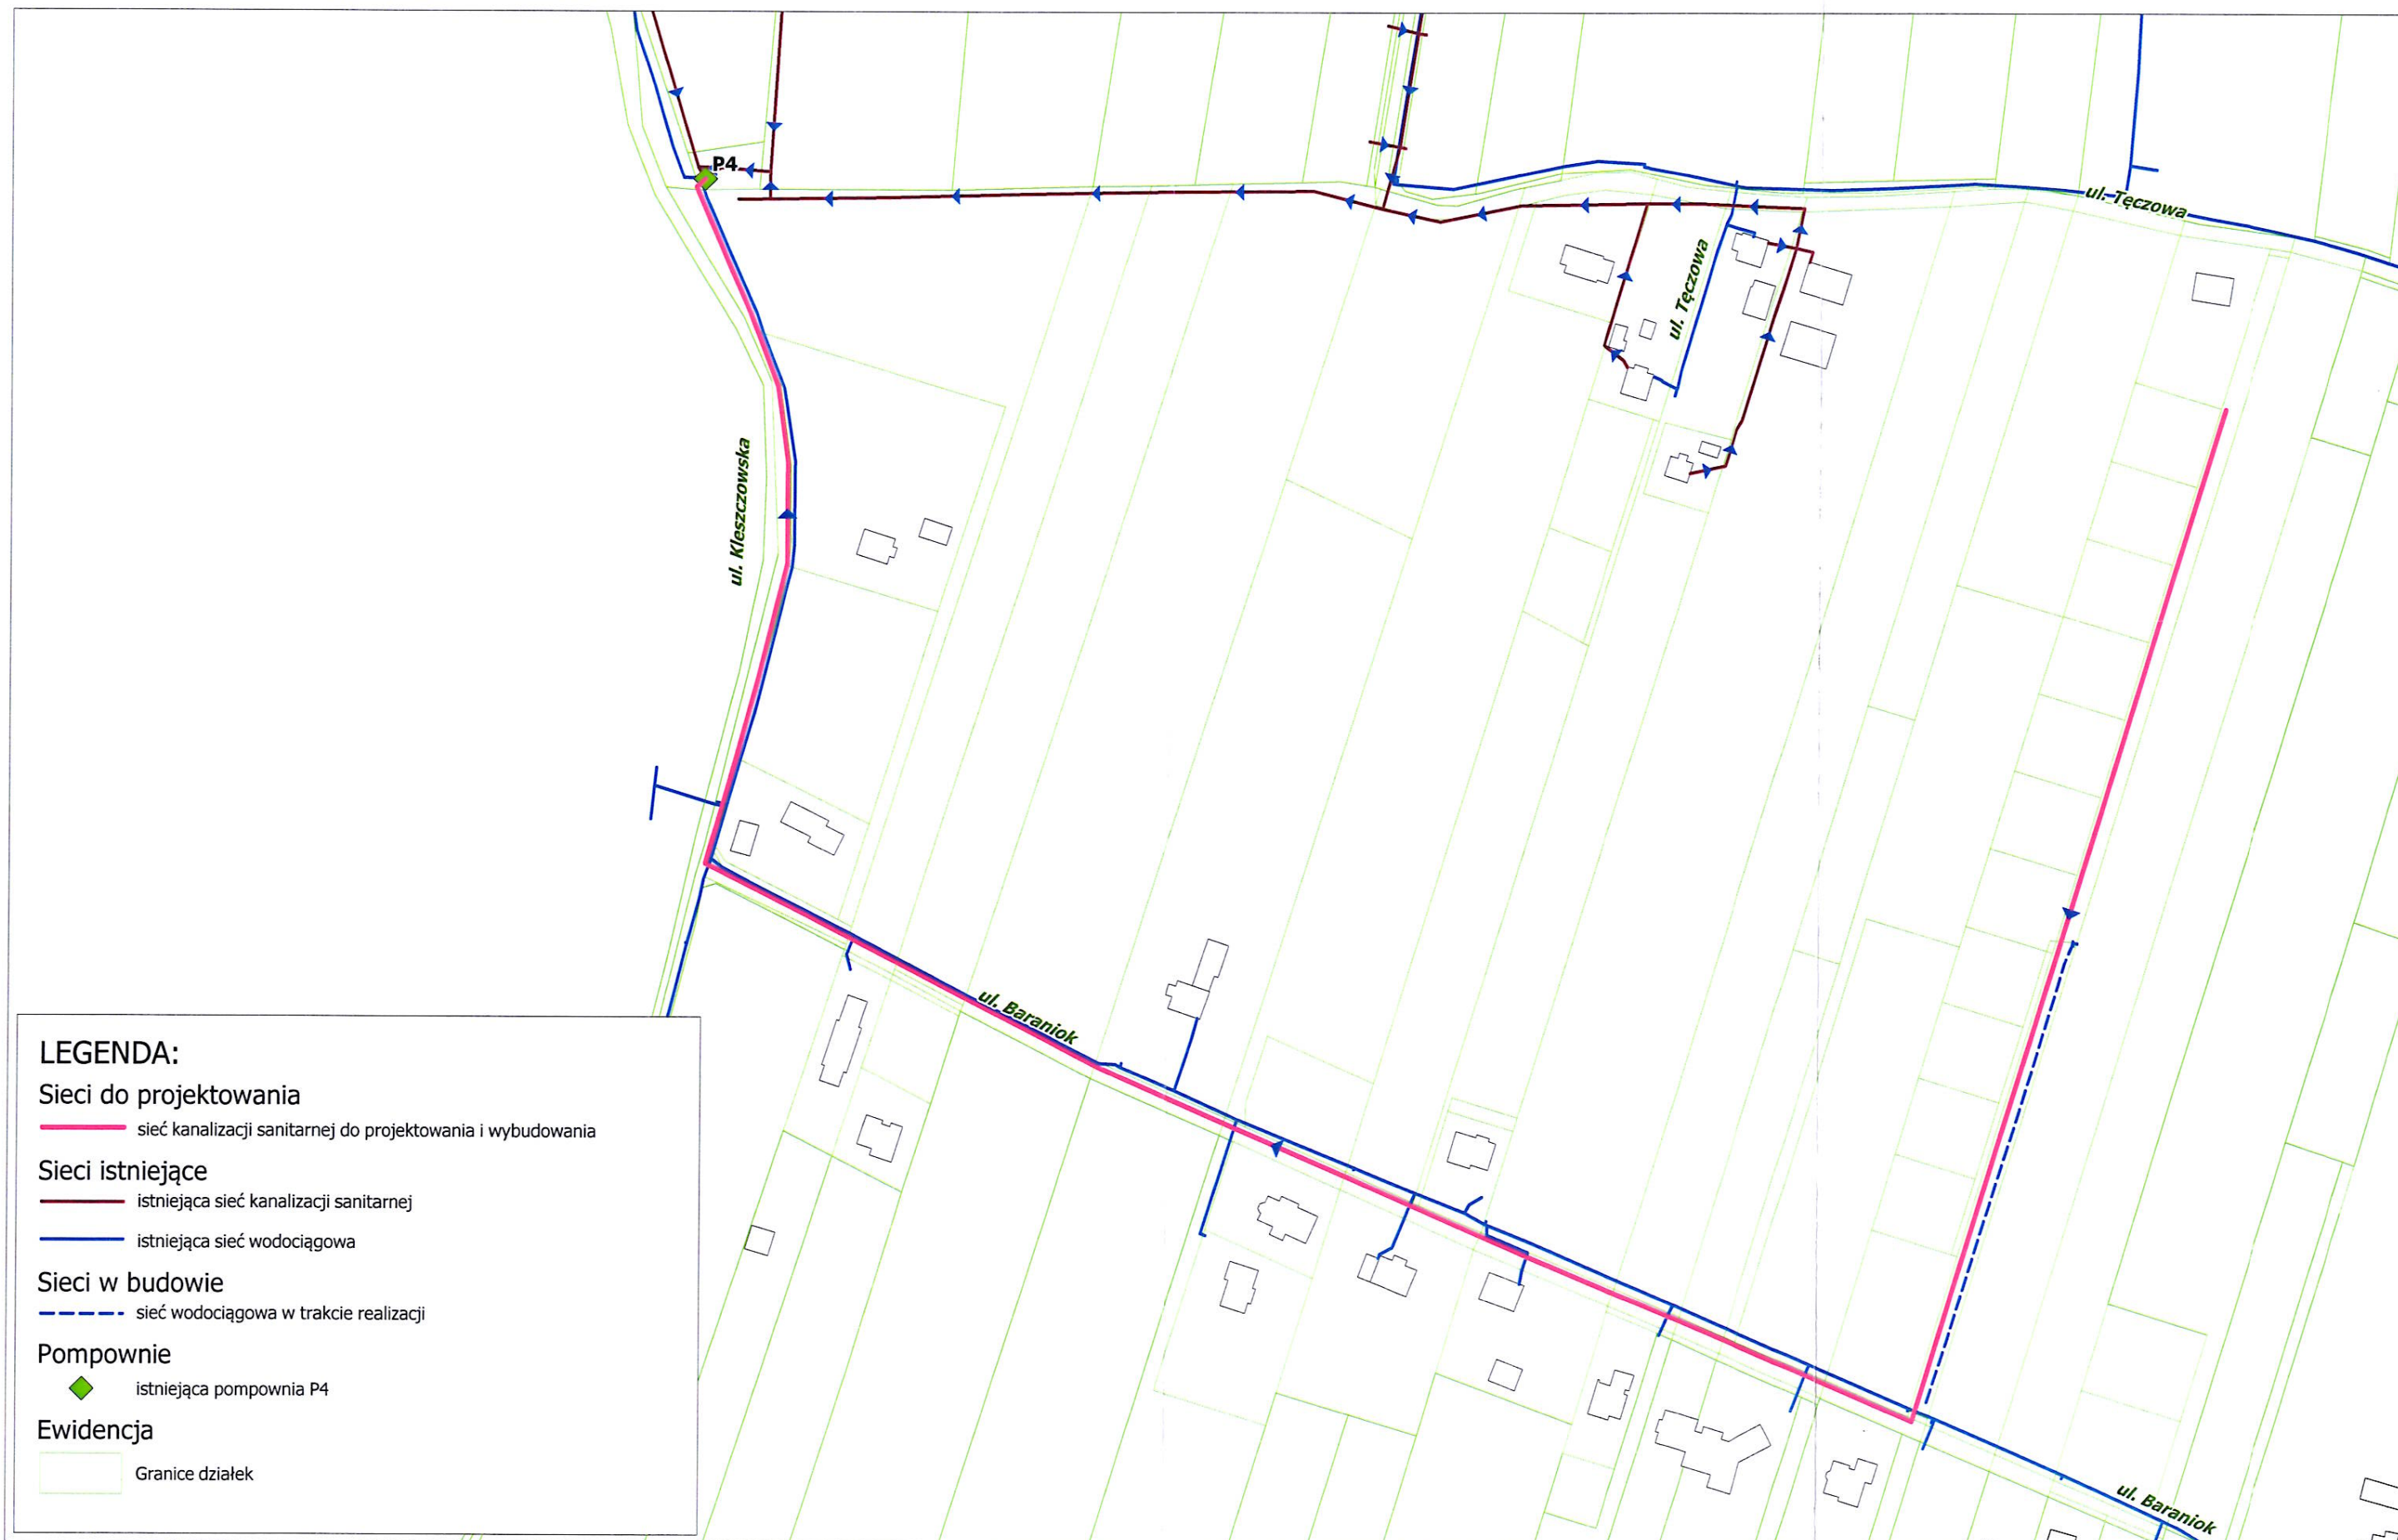 P4
ul. Tęczowa
ul. Tęczowa
ul. Kleszczowska
ul. Baraniok
ul. Baraniok
LEGENDA:
Sieci do projektowania
sieć kanalizacji sanitarnej do projektowania i wybudowania
Sieci istniejące
istniejąca sieć kanalizacji sanitarnej
istniejąca sieć wodociągowa
Sieci w budowie
sieć wodociągowa w trakcie realizacji
Pompownie
istniejąca pompownia P4
Ewidencja
Granice działek